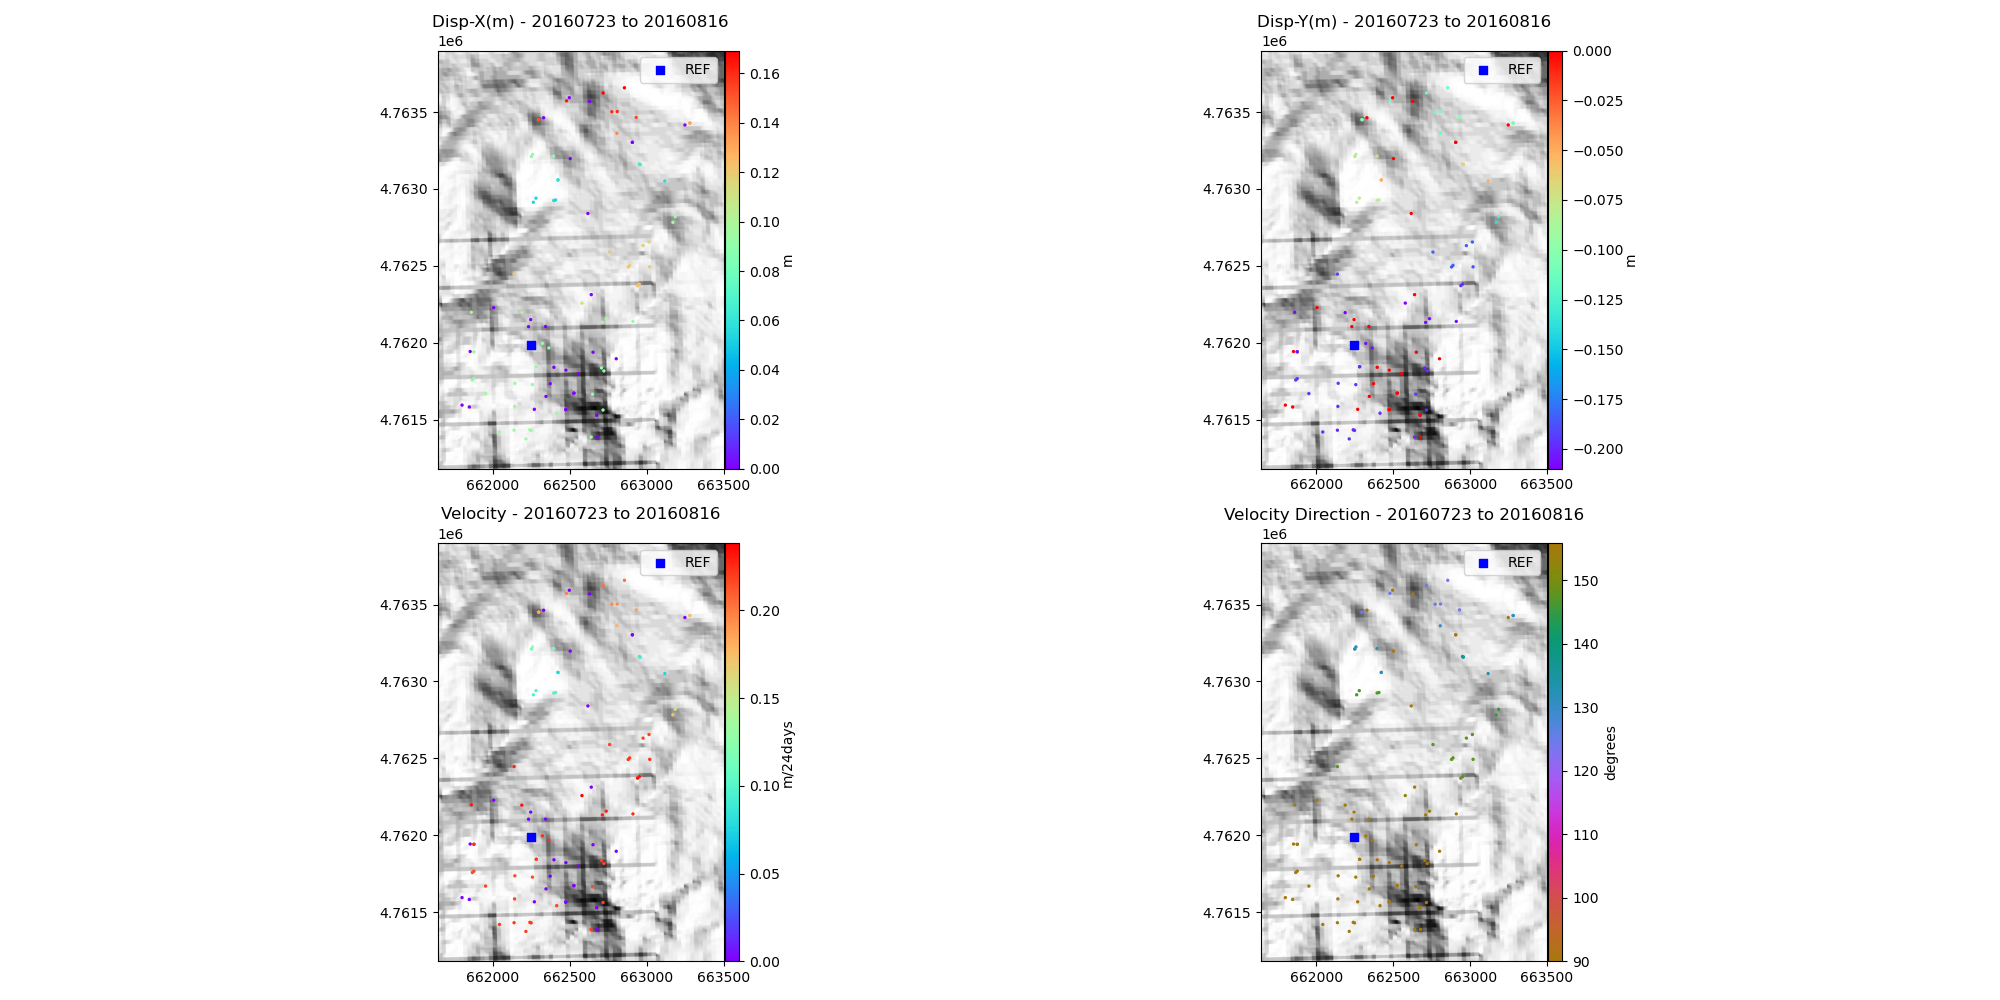 Disp-X(m) - 20160723 to 20160816
1e6
REF
4.7635
4.7630
4.7625
4.7620
4.7615
662000 662500 663000 663500
0.16
0.14
0.12
0.10
0.08
0.06
0.04
0.02
0.00
m
Disp-Y(m) - 20160723 to 20160816
1e6
REF
4.7635
4.7630
4.7625
4.7620
4.7615
662000 662500 663000 663500
0.000
−0.025
−0.050
−0.075
−0.100
−0.125
−0.150
−0.175
−0.200
m
Velocity - 20160723 to 20160816
1e6
REF
4.7635
4.7630
4.7625
4.7620
4.7615
662000 662500 663000 663500
0.20
0.15
0.10
0.05
0.00
m/24days
Velocity Direction - 20160723 to 20160816
1e6
REF
4.7635
4.7630
4.7625
4.7620
4.7615
662000 662500 663000 663500
150
140
130
120
110
100
90
degrees